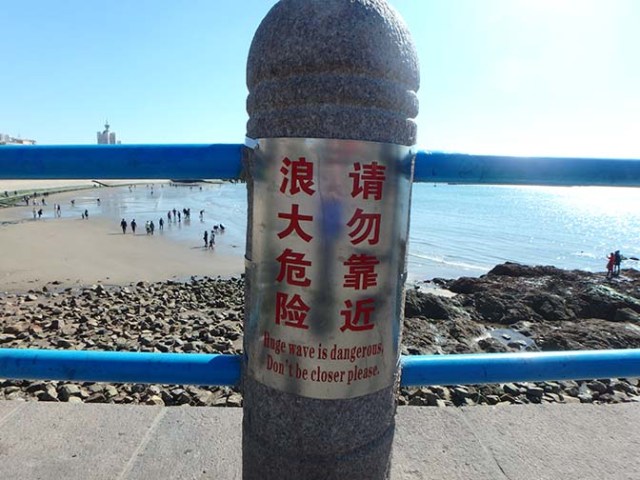 浪大危险
请勿靠近
Huge wave is dangerous,
Don't be closer please.